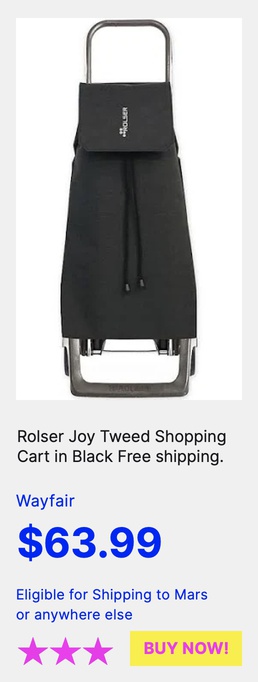 ROLSER
Rolser Joy Tweed Shopping
Cart in Black Free shipping.
Wayfair
$63.99
Eligible for Shipping to Mars
or anywhere else
BUY NOW!